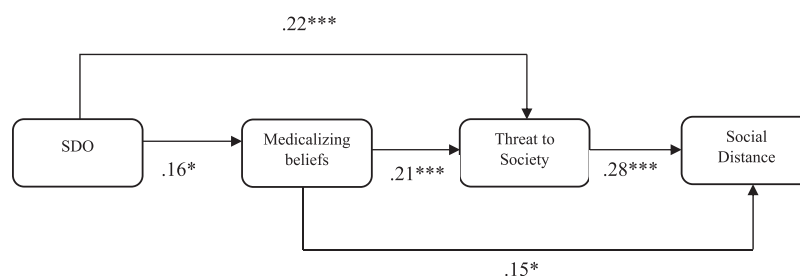 .22***
SDO
Medicalizing
beliefs
Threat to
Society
Social
Distance
.16*
.21***
.28***
.15*